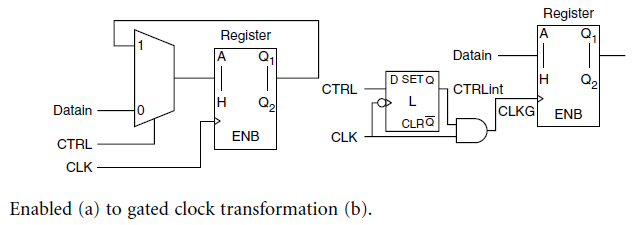 Register
1
A Q1
H Q2
Datain
0
CTRL
ENB
CLK
Register
A Q1
Datain
D SET Q
CTRL
CTRLint
H Q2
L
CLKG
ENB
CLR Q̅
CLK
Enabled (a) to gated clock transformation (b).